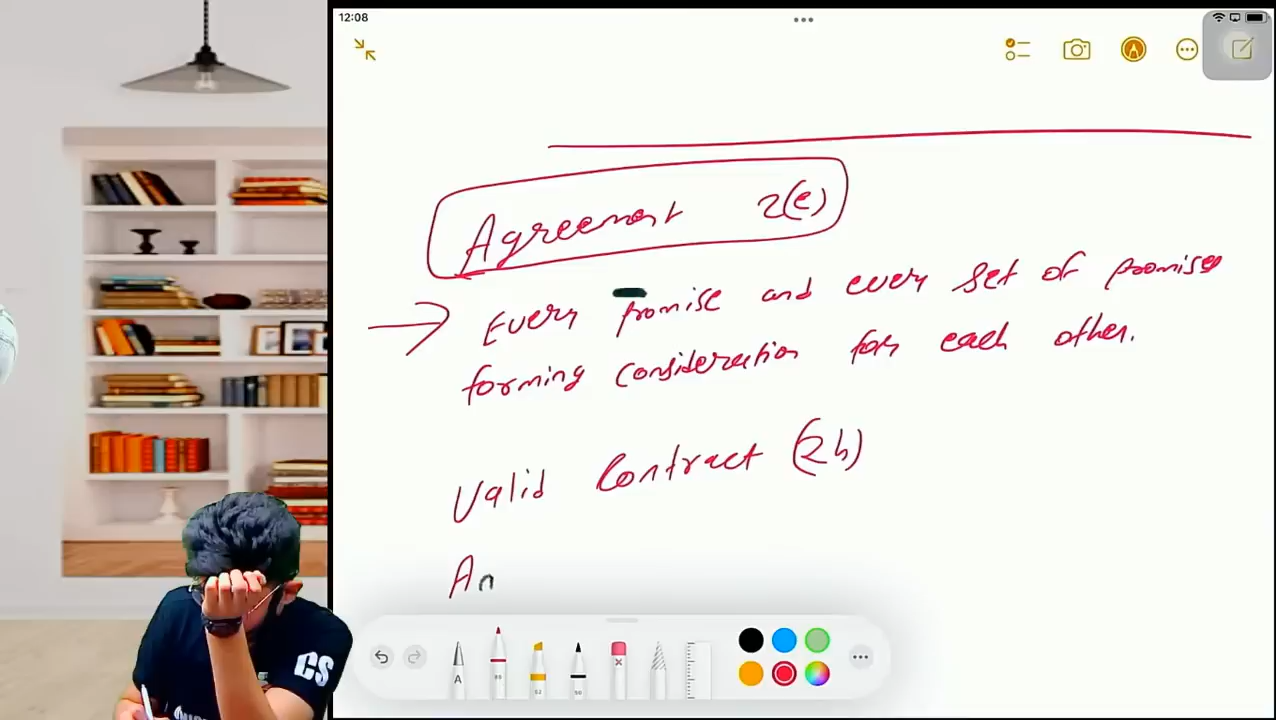 12:08
Agreement 2(e)
Every promise and every set of promise
forming consideration for each other.
Valid Contract (2h)
An
CS